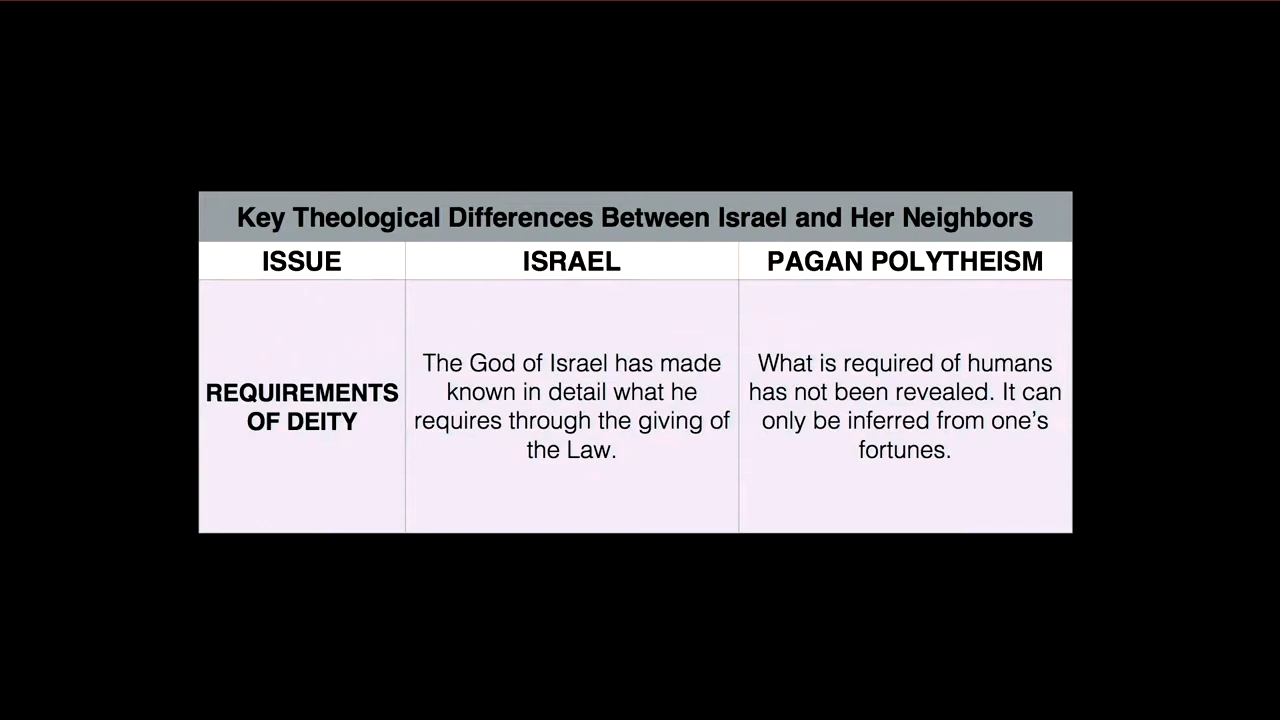 Key Theological Differences Between Israel and Her Neighbors
ISSUE
ISRAEL
PAGAN POLYTHEISM
REQUIREMENTS
OF DEITY
The God of Israel has made
known in detail what he
requires through the giving of
the Law.
What is required of humans
has not been revealed. It can
only be inferred from one’s
fortunes.